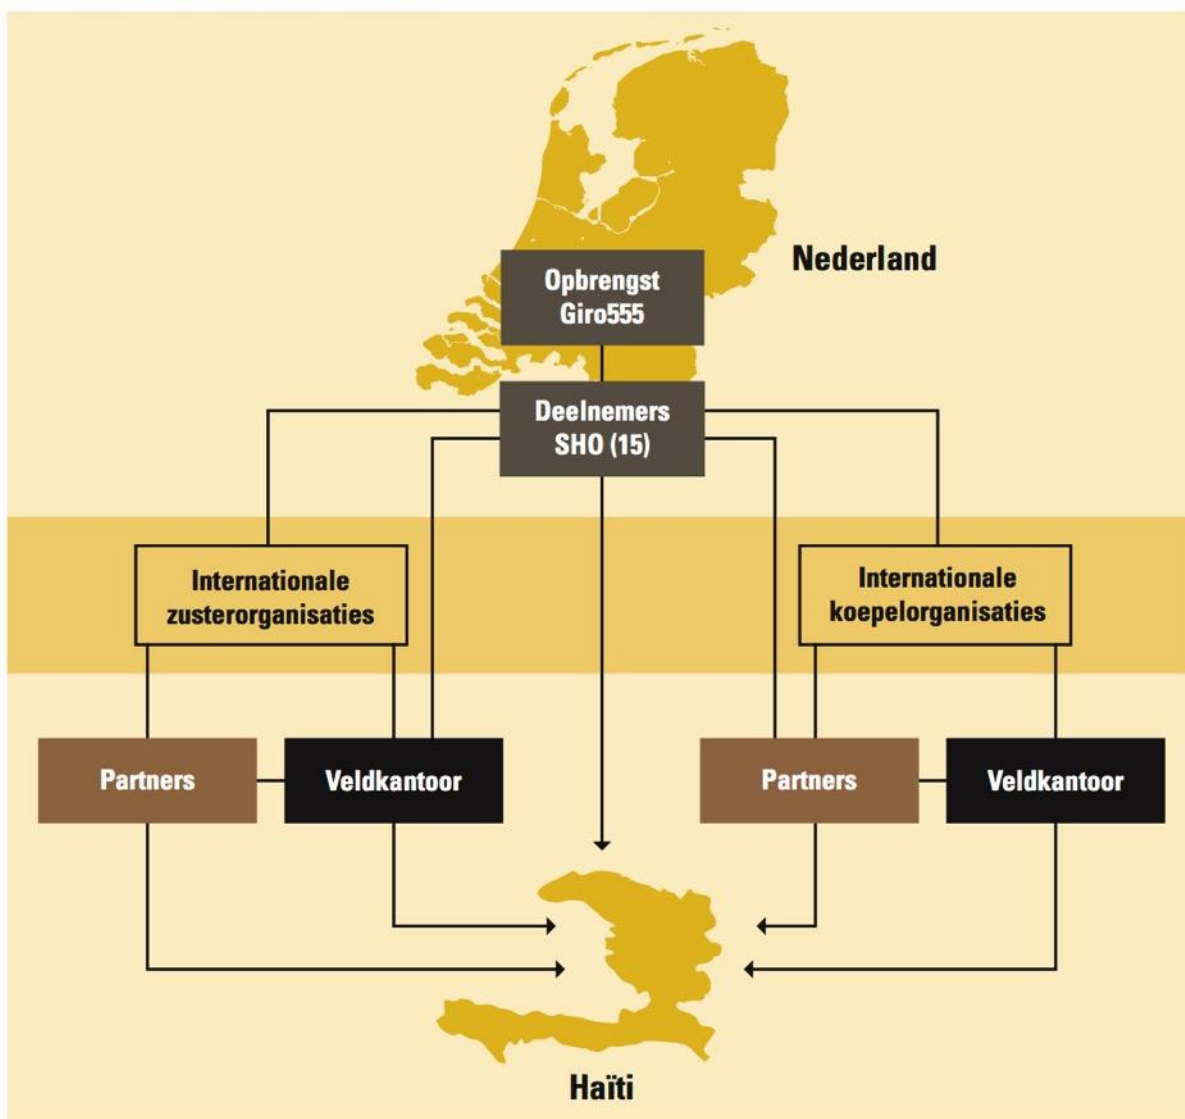 Nederland
Opbrengst
Giro555
Deelnemers
SHO (15)
Internationale
zusterorganisaties
Internationale
koepelorganisaties
Partners
Veldkantoor
Partners
Veldkantoor
Haïti